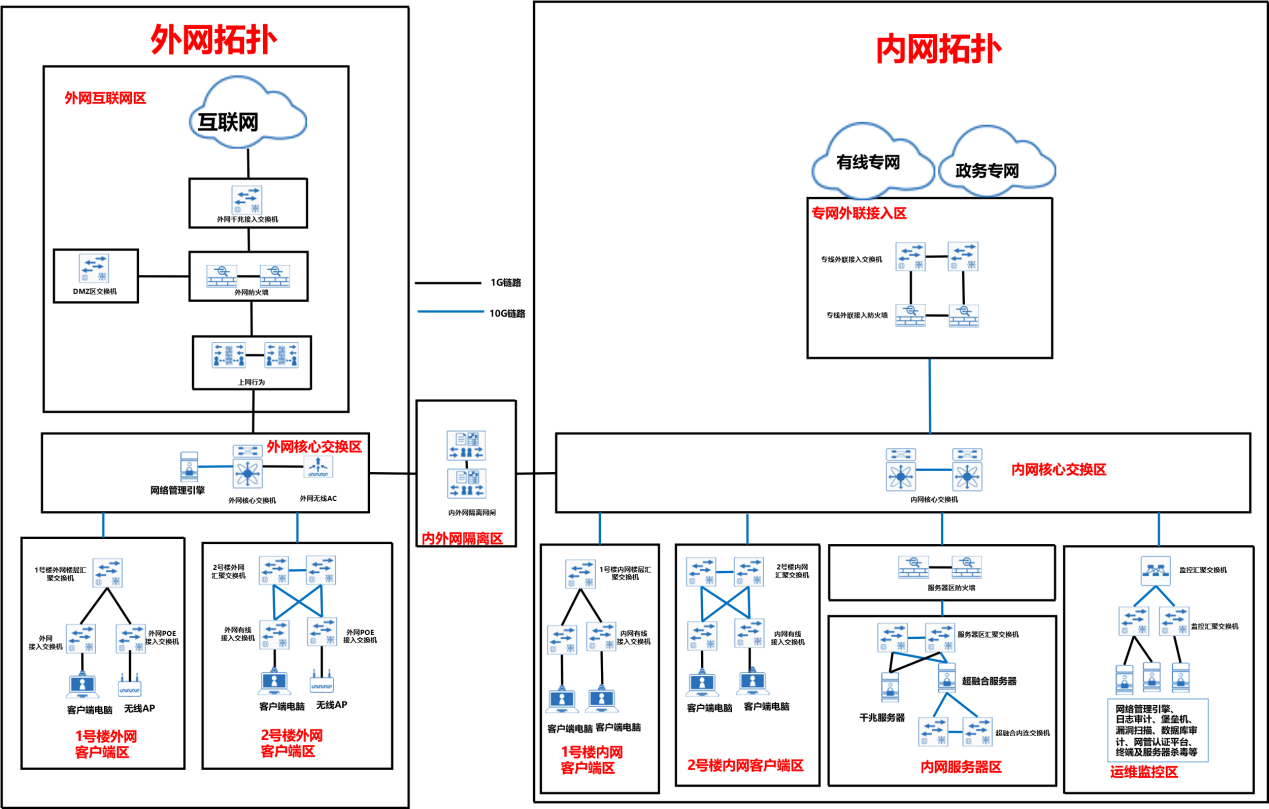 外网拓扑
外网互联网区
互联网
外网千兆接入交换机
DMZ区交换机
外网防火墙
上网行为
外网核心交换区
网络管理引擎
外网核心交换机
外网无线AC
1号楼外网楼层汇
聚交换机
外网
接入交换机
外网POE
接入交换机
客户端电脑
无线AP
1号楼外网
客户端区
2号楼外网
汇聚交换机
外网有线
接入交换机
外网POE
接入交换机
客户端电脑
无线AP
2号楼外网
客户端区
1G链路
10G链路
内外网隔离网闸
内外网隔离区
内网拓扑
有线专网
政务专网
专网外联接入区
专线外联接入交换机
专线外联接入防火墙
内网核心交换区
内网核心交换机
1号楼内网楼层汇
聚交换机
内网有线
接入交换机
客户端电脑
客户端电脑
1号楼内网
客户端区
2号楼内网
汇聚交换机
内网有线
接入交换机
客户端电脑
客户端电脑
2号楼内网客户端区
服务器区防火墙
服务器区汇聚交换机
超融合服务器
千兆服务器
超融合内连交换机
内网服务器区
监控汇聚交换机
监控汇聚交换机
网络管理引擎、
日志审计、堡垒机、
漏洞扫描、数据库审
计、网管认证平台、
终端及服务器杀毒等
运维监控区